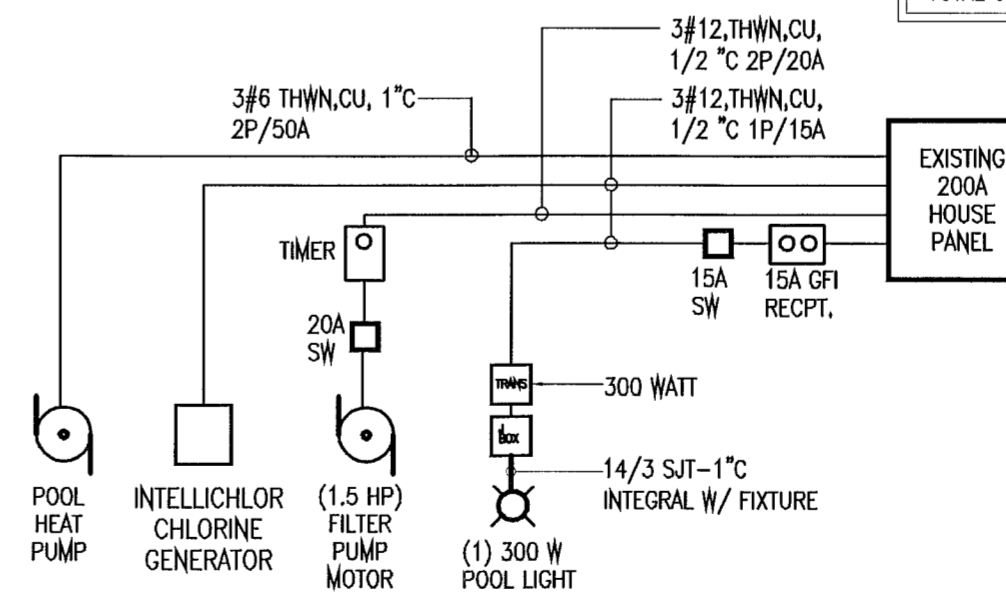 3#12,THWN,CU,
1/2 "C 2P/20A
3#6 THWN,CU, 1"C
2P/50A
3#12,THWN,CU,
1/2 "C 1P/15A
EXISTING
200A
HOUSE
PANEL
TIMER
15A
SW
15A GFI
RECPT.
20A
SW
TRANS
300 WATT
JBOX
14/3 SJT-1"C
INTEGRAL W/ FIXTURE
POOL
HEAT
PUMP
INTELLICHLOR
CHLORINE
GENERATOR
(1.5 HP)
FILTER
PUMP
MOTOR
(1) 300 W
POOL LIGHT